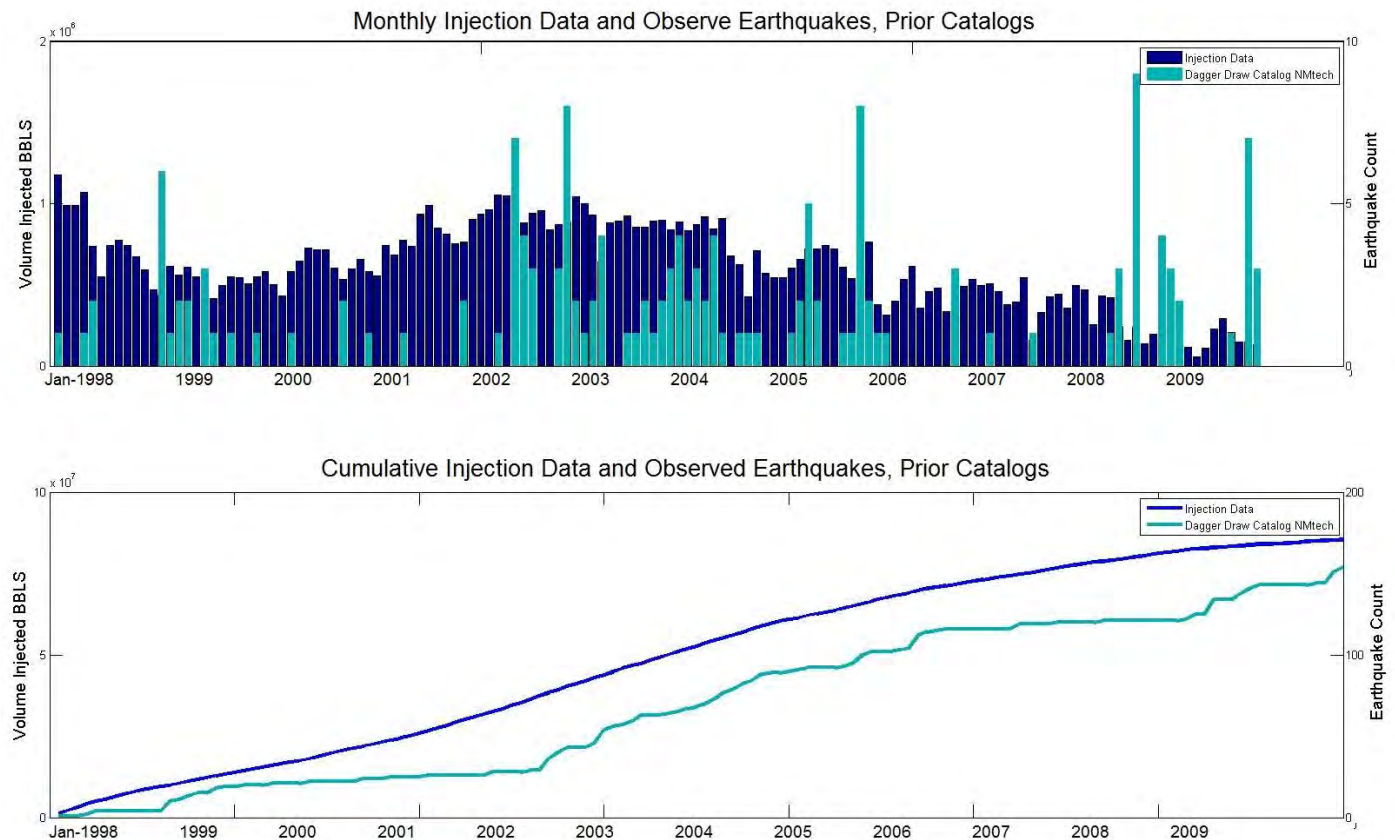 Monthly Injection Data and Observe Earthquakes, Prior Catalogs
x 10^6
2
1
0
Volume Injected BBLS
10
5
0
Earthquake Count
Injection Data
Dagger Draw Catalog NMtech
Jan-1998 1999 2000 2001 2002 2003 2004 2005 2006 2007 2008 2009
Cumulative Injection Data and Observed Earthquakes, Prior Catalogs
x 10^7
10
5
0
Volume Injected BBLS
200
100
0
Earthquake Count
Injection Data
Dagger Draw Catalog NMtech
Jan-1998 1999 2000 2001 2002 2003 2004 2005 2006 2007 2008 2009